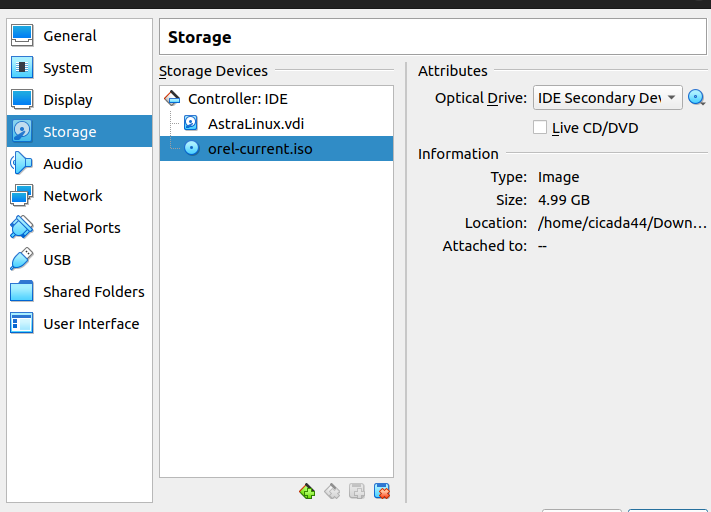 General
System
Display
Storage
Audio
Network
Serial Ports
USB
Shared Folders
User Interface
Storage
Storage Devices
Controller: IDE
AstraLinux.vdi
orel-current.iso
Attributes
Optical Drive: IDE Secondary Dev
Live CD/DVD
Information
Type: Image
Size: 4.99 GB
Location: /home/cicada44/Down...
Attached to: --